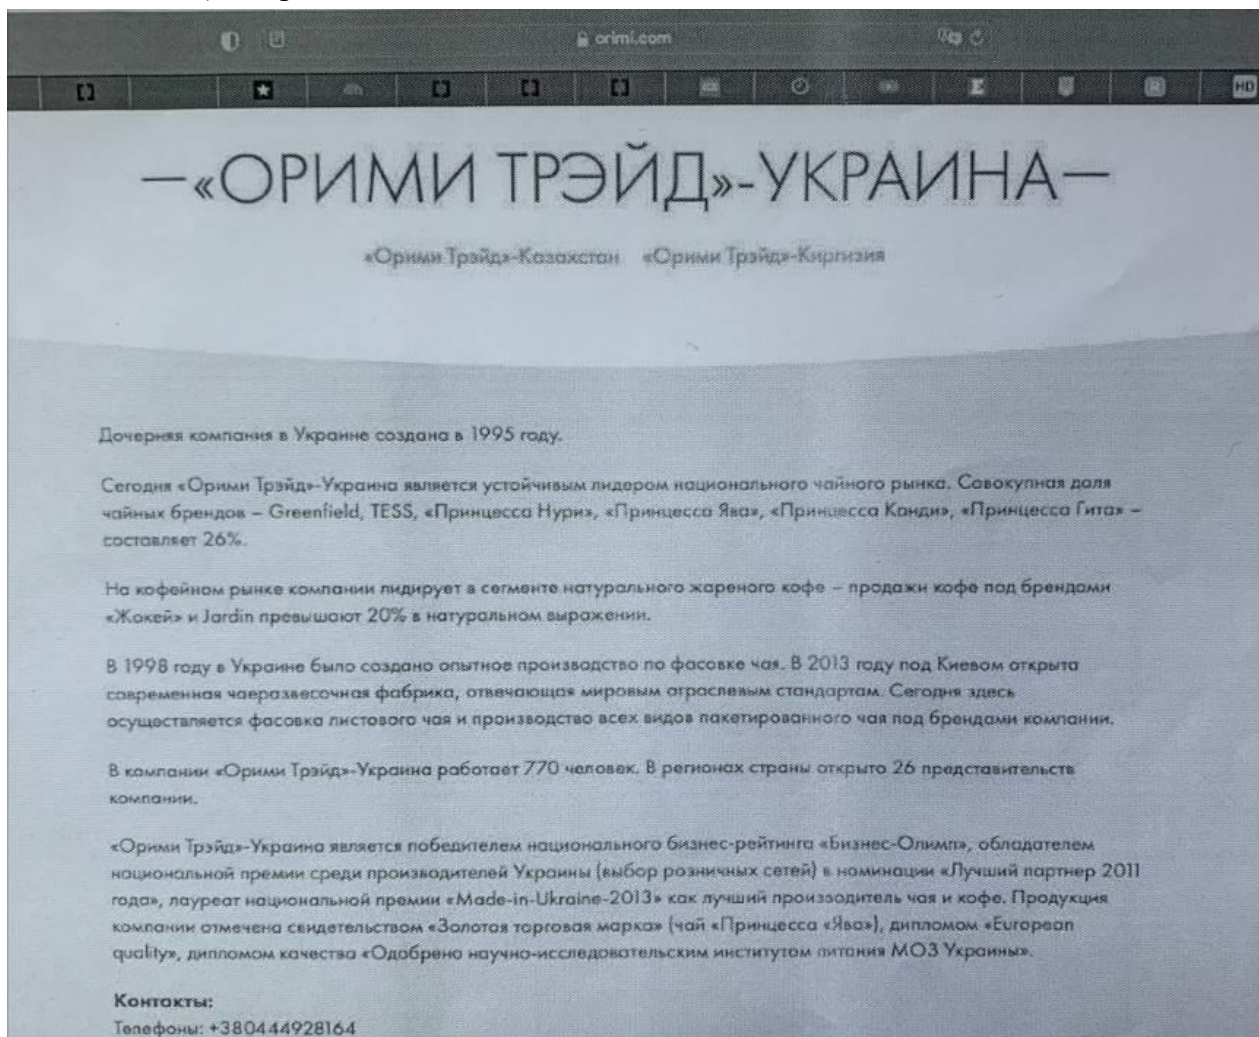 orimi.com
—«ОРИМИ ТРЭЙД»-УКРАИНА—
«Орими Трэйд»-Казахстан «Орими Трэйд»-Киргизия
Дочерняя компания в Украине создана в 1995 году.
Сегодня «Орими Трэйд»-Украина является устойчивым лидером национального чайного рынка. Совокупная доля
чайных брендов – Greenfield, TESS, «Принцесса Нури», «Принцесса Ява», «Принцесса Канди», «Принцесса Гита» –
составляет 26%.
На кофейном рынке компании лидирует в сегменте натурального жареного кофе – продажи кофе под брендами
«Жокей» и Jardin превышают 20% в натуральном выражении.
В 1998 году в Украине было создано опытное производство по фасовке чая. В 2013 году под Киевом открыта
современная чаеразвесочная фабрика, отвечающая мировым отраслевым стандартам. Сегодня здесь
осуществляется фасовка листового чая и производство всех видов пакетированного чая под брендами компании.
В компании «Орими Трэйд»-Украина работает 770 человек. В регионах страны открыто 26 представительств
компании.
«Орими Трэйд»-Украина является победителем национального бизнес-рейтинга «Бизнес-Олимп», обладателем
национальной премии среди производителей Украины (выбор розничных сетей) в номинации «Лучший партнер 2011
года», лауреат национальной премии «Made-in-Ukraine-2013» как лучший производитель чая и кофе. Продукция
компании отмечена свидетельством «Золотая торговая марка» (чай «Принцесса «Ява»), дипломом «European
quality», дипломом качества «Одобрено научно-исследовательским институтом питания МОЗ Украины».
Контакты:
Телефоны: +380444928164